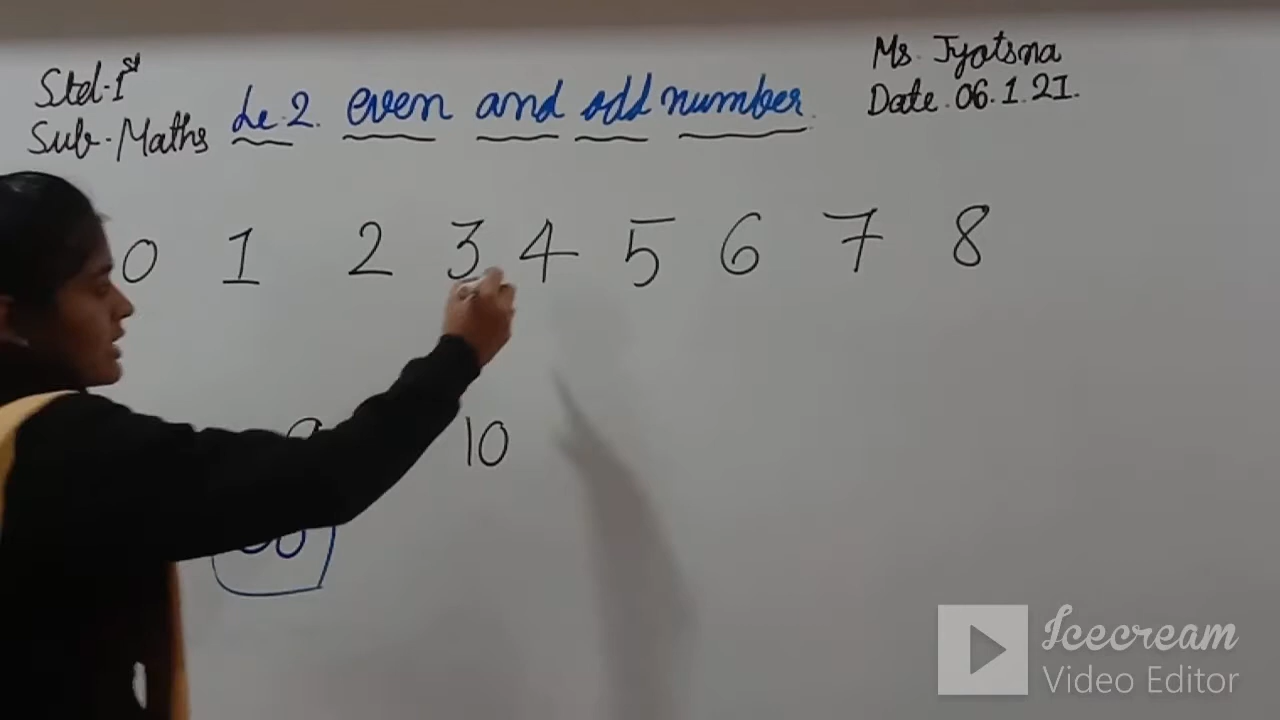 Std-1st
Sub-Maths
Le.2. even and odd number.
Ms. Jyotsna
Date.06.1.21.
0 1 2 3 4 5 6 7 8
10
Icecream
Video Editor